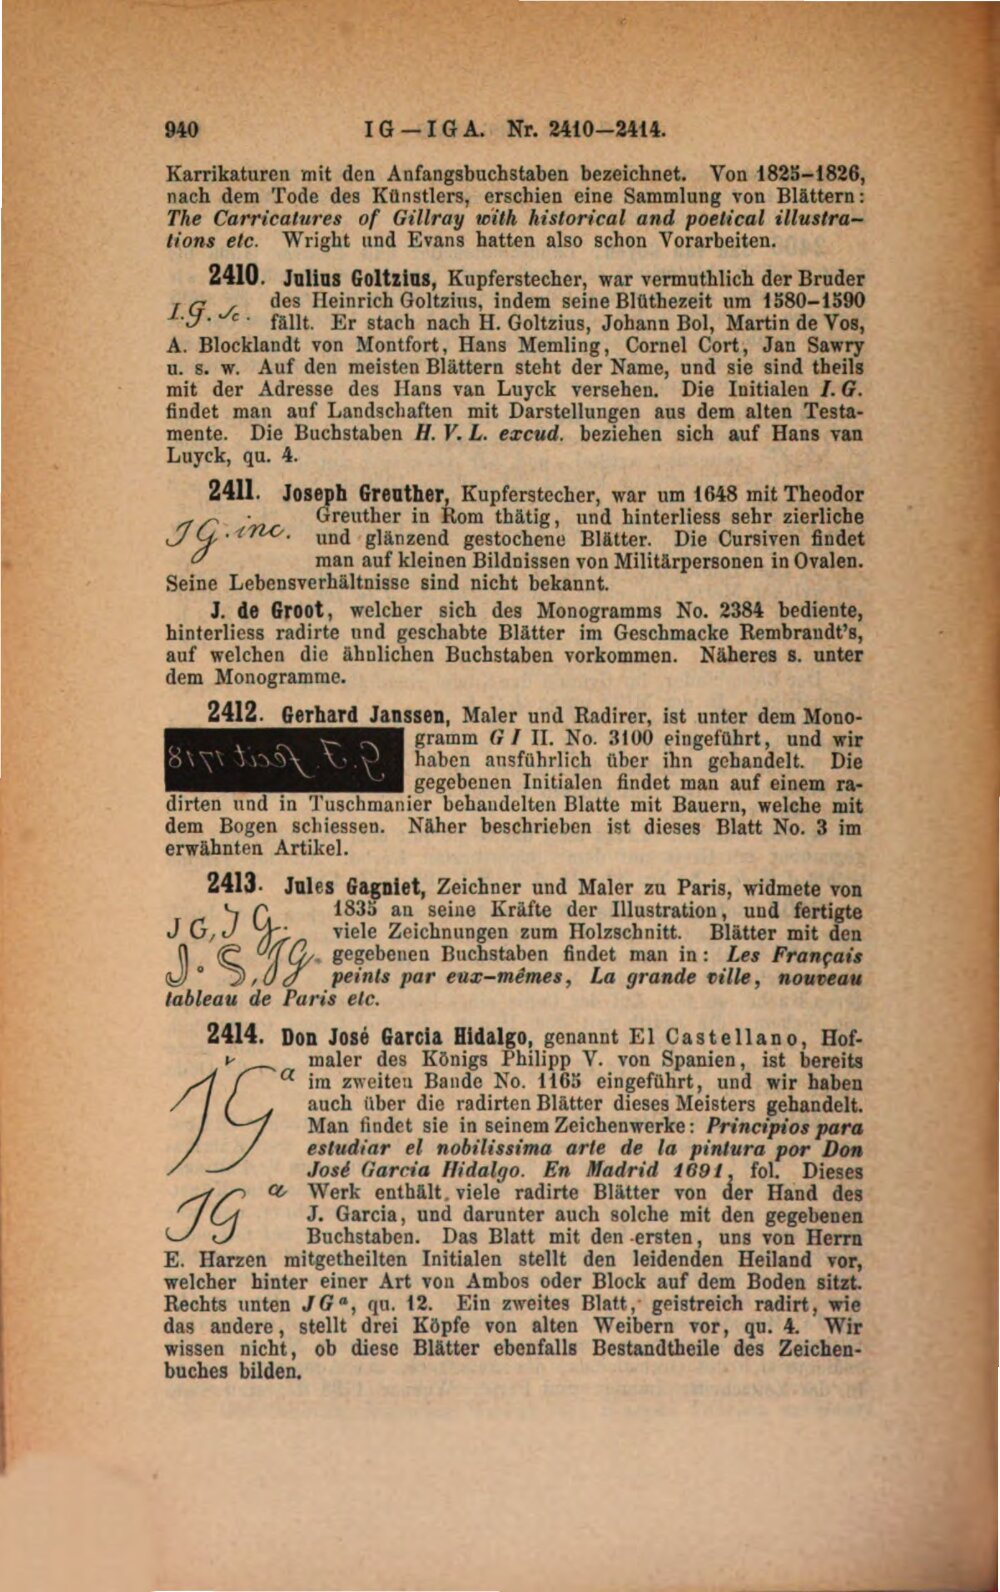 940 IG—IGA. Nr. 2410—2414.
Karrikaturen mit den Anfangsbuchstaben bezeichnet. Von 1825–1826,
nach dem Tode des Künstlers, erschien eine Sammlung von Blättern:
The Carricatures of Gillray with historical and poetical illustra-
tions etc. Wright und Evans hatten also schon Vorarbeiten.
2410. Julius Goltzius, Kupferstecher, war vermuthlich der Bruder
I.G. Sc. des Heinrich Goltzius, indem seine Blüthezeit um 1580–1590
fällt. Er stach nach H. Goltzius, Johann Bol, Martin de Vos,
A. Blocklandt von Montfort, Hans Memling, Cornel Cort, Jan Sawry
u. s. w. Auf den meisten Blättern steht der Name, und sie sind theils
mit der Adresse des Hans van Luyck versehen. Die Initialen I. G.
findet man auf Landschaften mit Darstellungen aus dem alten Testa-
mente. Die Buchstaben H. V. L. excud. beziehen sich auf Hans van
Luyck, qu. 4.
2411. Joseph Greuther, Kupferstecher, war um 1648 mit Theodor
Greuther in Rom thätig, und hinterliess sehr zierliche
JG. inc. und glänzend gestochene Blätter. Die Cursiven findet
man auf kleinen Bildnissen von Militärpersonen in Ovalen.
Seine Lebensverhältnisse sind nicht bekannt.
J. de Groot, welcher sich des Monogramms No. 2384 bediente,
hinterliess radirte und geschabte Blätter im Geschmacke Rembrandt's,
auf welchen die ähnlichen Buchstaben vorkommen. Näheres s. unter
dem Monogramme.
2412. Gerhard Janssen, Maler und Radirer, ist unter dem Mono-
gramm G I II. No. 3100 eingeführt, und wir
G. J. fecit 1718 haben ausführlich über ihn gehandelt. Die
gegebenen Initialen findet man auf einem ra-
dirten und in Tuschmanier behandelten Blatte mit Bauern, welche mit
dem Bogen schiessen. Näher beschrieben ist dieses Blatt No. 3 im
erwähnten Artikel.
2413. Jules Gagniet, Zeichner und Maler zu Paris, widmete von
1835 an seine Kräfte der Illustration, und fertigte
JG, JG. viele Zeichnungen zum Holzschnitt. Blätter mit den
J. G, JG. gegebenen Buchstaben findet man in: Les Français
peints par eux-mêmes, La grande ville, nouveau
tableau de Paris etc.
2414. Don José Garcia Hidalgo, genannt El Castellano, Hof-
maler des Königs Philipp V. von Spanien, ist bereits
JG a im zweiten Bande No. 1165 eingeführt, und wir haben
auch über die radirten Blätter dieses Meisters gehandelt.
Man findet sie in seinem Zeichenwerke: Principios para
estudiar el nobilissima arte de la pintura por Don
José Garcia Hidalgo. En Madrid 1691, fol. Dieses
JG a Werk enthält viele radirte Blätter von der Hand des
J. Garcia, und darunter auch solche mit den gegebenen
Buchstaben. Das Blatt mit den ersten, uns von Herrn
E. Harzen mitgetheilten Initialen stellt den leidenden Heiland vor,
welcher hinter einer Art von Ambos oder Block auf dem Boden sitzt.
Rechts unten JGa, qu. 12. Ein zweites Blatt, geistreich radirt, wie
das andere, stellt drei Köpfe von alten Weibern vor, qu. 4. Wir
wissen nicht, ob diese Blätter ebenfalls Bestandtheile des Zeichen-
buches bilden.